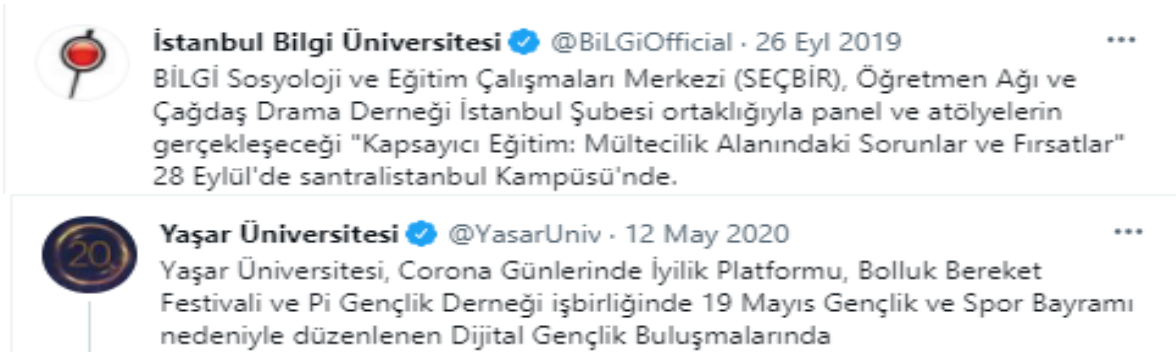 İstanbul Bilgi Üniversitesi @BiLGiOfficial · 26 Eyl 2019
BİLGİ Sosyoloji ve Eğitim Çalışmaları Merkezi (SEÇBİR), Öğretmen Ağı ve
Çağdaş Drama Derneği İstanbul Şubesi ortaklığıyla panel ve atölyelerin
gerçekleşeceği "Kapsayıcı Eğitim: Mültecilik Alanındaki Sorunlar ve Fırsatlar"
28 Eylül'de santralistanbul Kampüsü'nde.
20
Yaşar Üniversitesi @YasarUniv · 12 May 2020
Yaşar Üniversitesi, Corona Günlerinde İyilik Platformu, Bolluk Bereket
Festivali ve Pi Gençlik Derneği işbirliğinde 19 Mayıs Gençlik ve Spor Bayramı
nedeniyle düzenlenen Dijital Gençlik Buluşmalarında